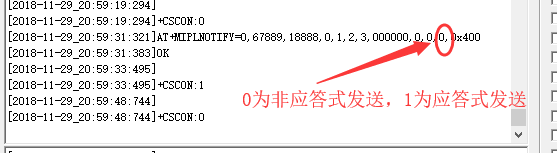 [2018-11-29_20:59:19:294]
[2018-11-29_20:59:19:294]+CSCON:0
[2018-11-29_20:59:31:321]AT+MIPLNOTIFY=0,67889,18888,0,1,2,3,000000,0,0,0,0x400
[2018-11-29_20:59:31:383]OK
[2018-11-29_20:59:33:495]
[2018-11-29_20:59:33:495]+CSCON:1
0为非应答式发送，1为应答式发送
[2018-11-29_20:59:48:744]
[2018-11-29_20:59:48:744]+CSCON:0